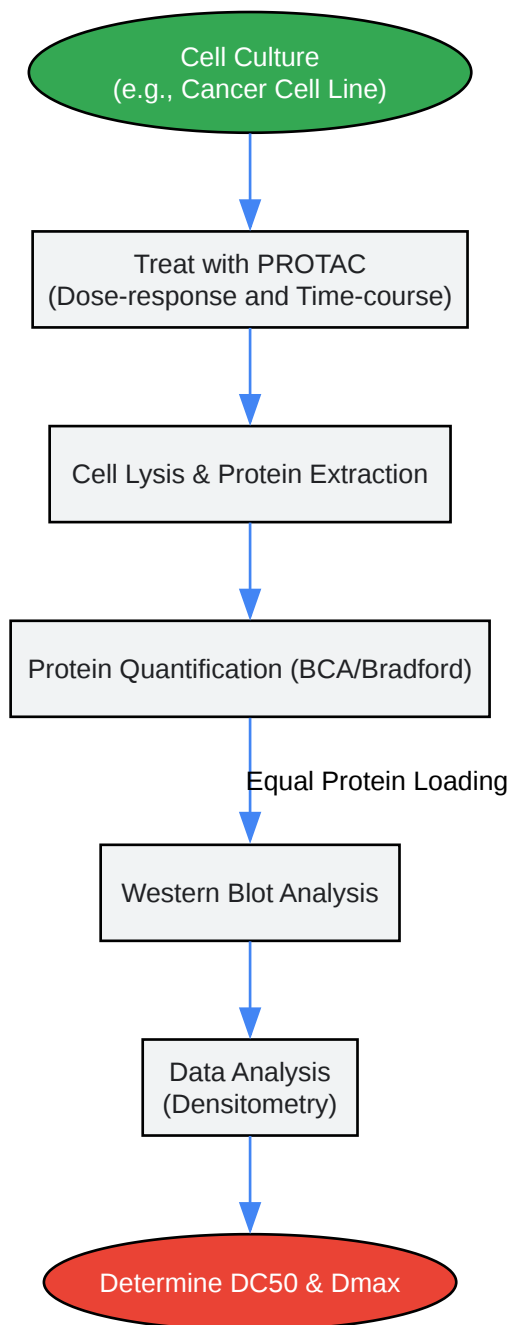 Cell Culture
(e.g., Cancer Cell Line)
Treat with PROTAC
(Dose-response and Time-course)
Cell Lysis & Protein Extraction
Protein Quantification (BCA/Bradford)
Equal Protein Loading
Western Blot Analysis
Data Analysis
(Densitometry)
Determine DC50 & Dmax